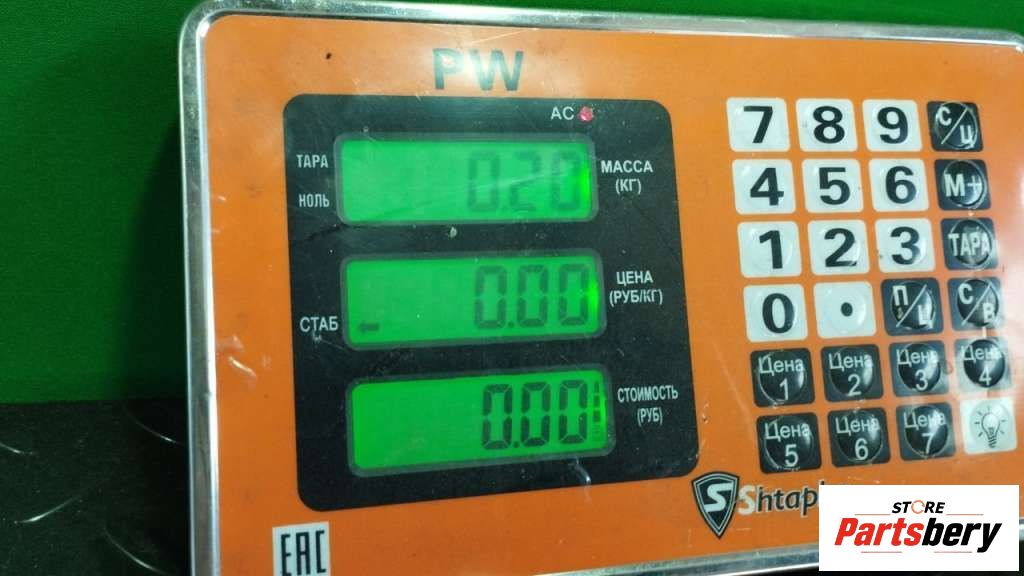 PW
AC
ТАРА
НОЛЬ
0.20
МАССА
(КГ)
СТАБ
0.00
ЦЕНА
(РУБ/КГ)
0.00
СТОИМОСТЬ
(РУБ)
7 8 9 С/Ц
4 5 6 М+
1 2 3 ТАРА
0 . П/Ц С/В
Цена 1 Цена 2 Цена 3 Цена 4
Цена 5 Цена 6 Цена 7
EAC
S
STORE
Partsbery